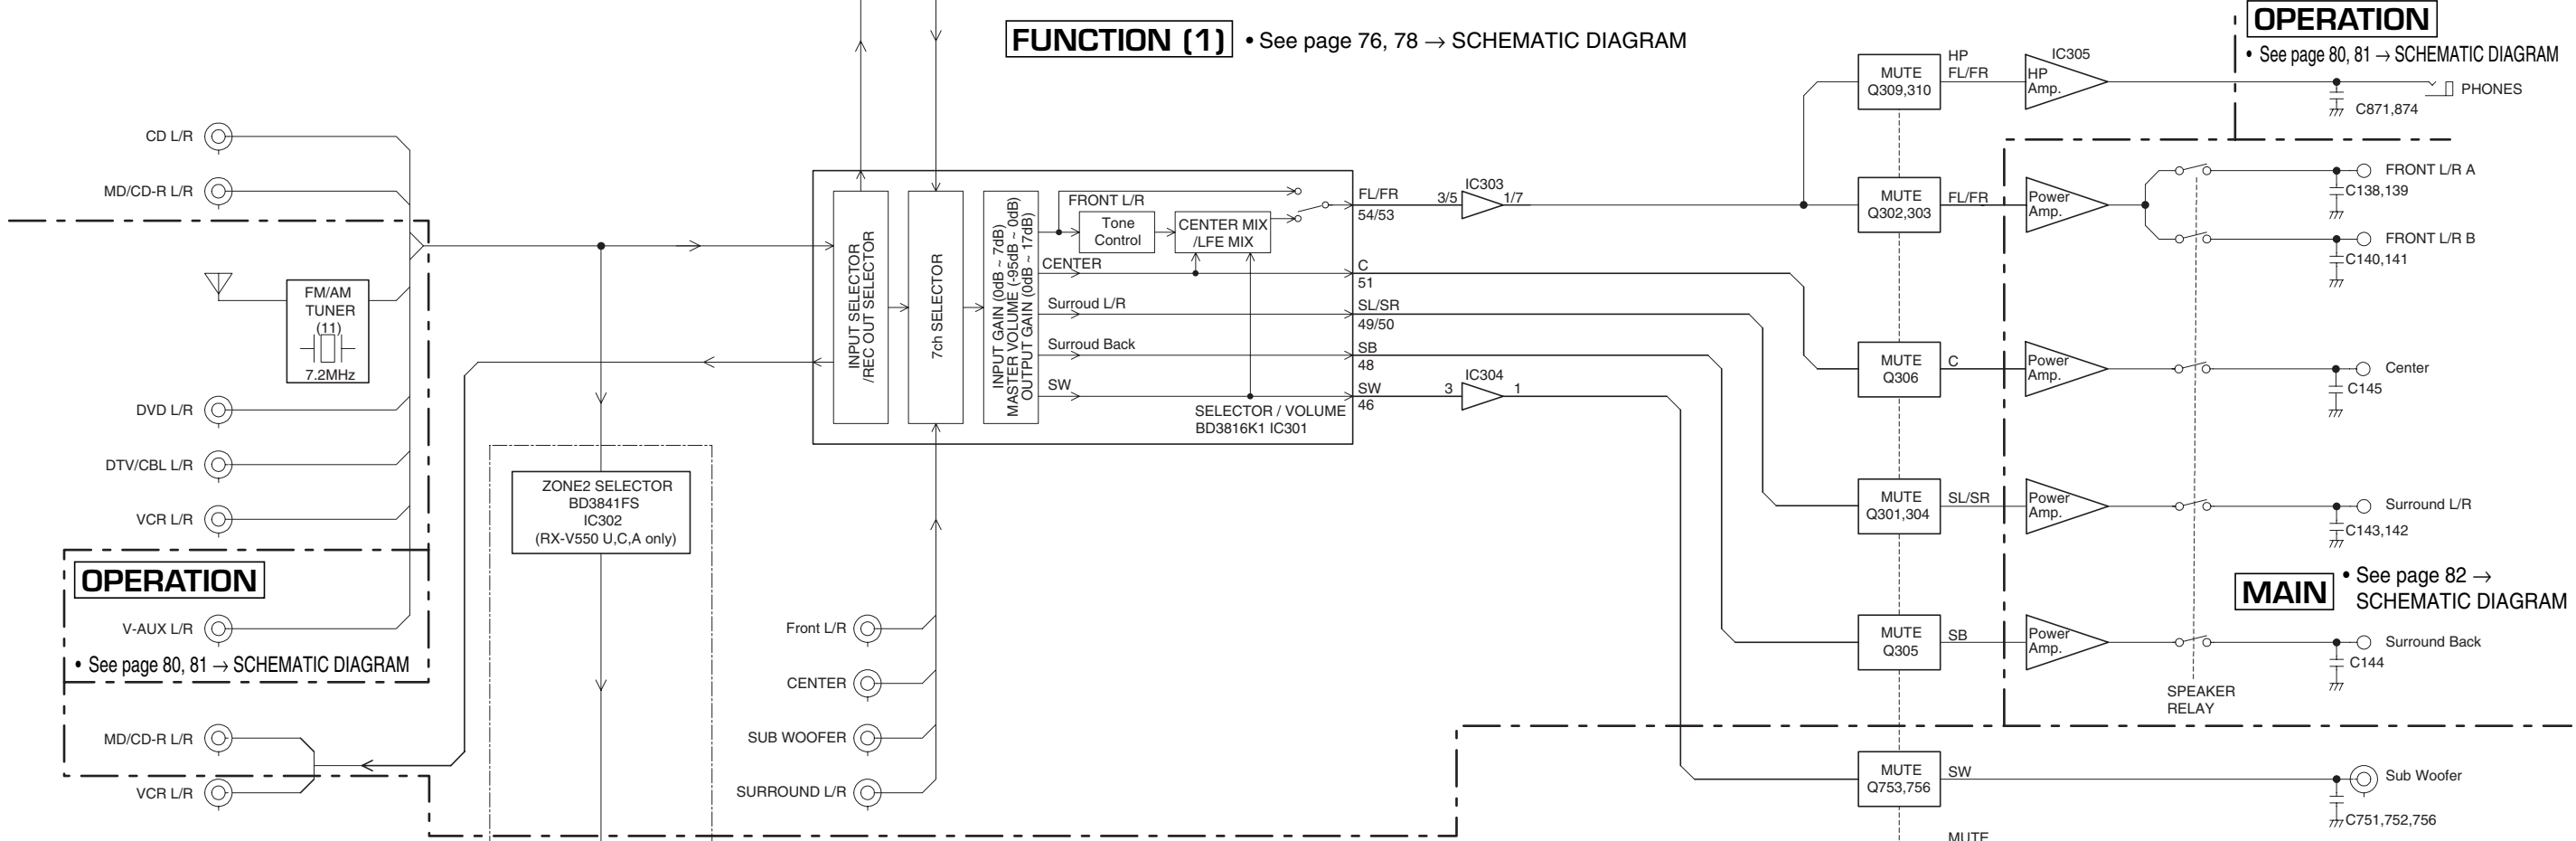 FUNCTION (1) • See page 76, 78 → SCHEMATIC DIAGRAM
OPERATION
• See page 80, 81 → SCHEMATIC DIAGRAM
CD L/R
MD/CD-R L/R
FM/AM
TUNER
(11)
7.2MHz
DVD L/R
DTV/CBL L/R
VCR L/R
OPERATION
V-AUX L/R
• See page 80, 81 → SCHEMATIC DIAGRAM
MD/CD-R L/R
VCR L/R
ZONE2 SELECTOR
BD3841FS
IC302
(RX-V550 U,C,A only)
INPUT SELECTOR
/REC OUT SELECTOR
7ch SELECTOR
INPUT GAIN (0dB ~ 7dB)
MASTER VOLUME (-95dB ~ 0dB)
OUTPUT GAIN (0dB ~ 17dB)
FRONT L/R
Tone
Control
CENTER MIX
/LFE MIX
CENTER
Surroud L/R
Surroud Back
SW
SELECTOR / VOLUME
BD3816K1 IC301
FL/FR
54/53
C
51
SL/SR
49/50
SB
48
SW
46
3/5
IC303
1/7
3
IC304
1
Front L/R
CENTER
SUB WOOFER
SURROUND L/R
MUTE
Q309,310
HP
FL/FR
IC305
HP
Amp.
C871,874
PHONES
MUTE
Q302,303
FL/FR
Power
Amp.
FRONT L/R A
C138,139
FRONT L/R B
C140,141
MUTE
Q306
C
Power
Amp.
Center
C145
MUTE
Q301,304
SL/SR
Power
Amp.
Surround L/R
C143,142
MAIN
• See page 82 →
SCHEMATIC DIAGRAM
MUTE
Q305
SB
Power
Amp.
Surround Back
C144
SPEAKER
RELAY
MUTE
Q753,756
SW
Sub Woofer
C751,752,756
MUTE